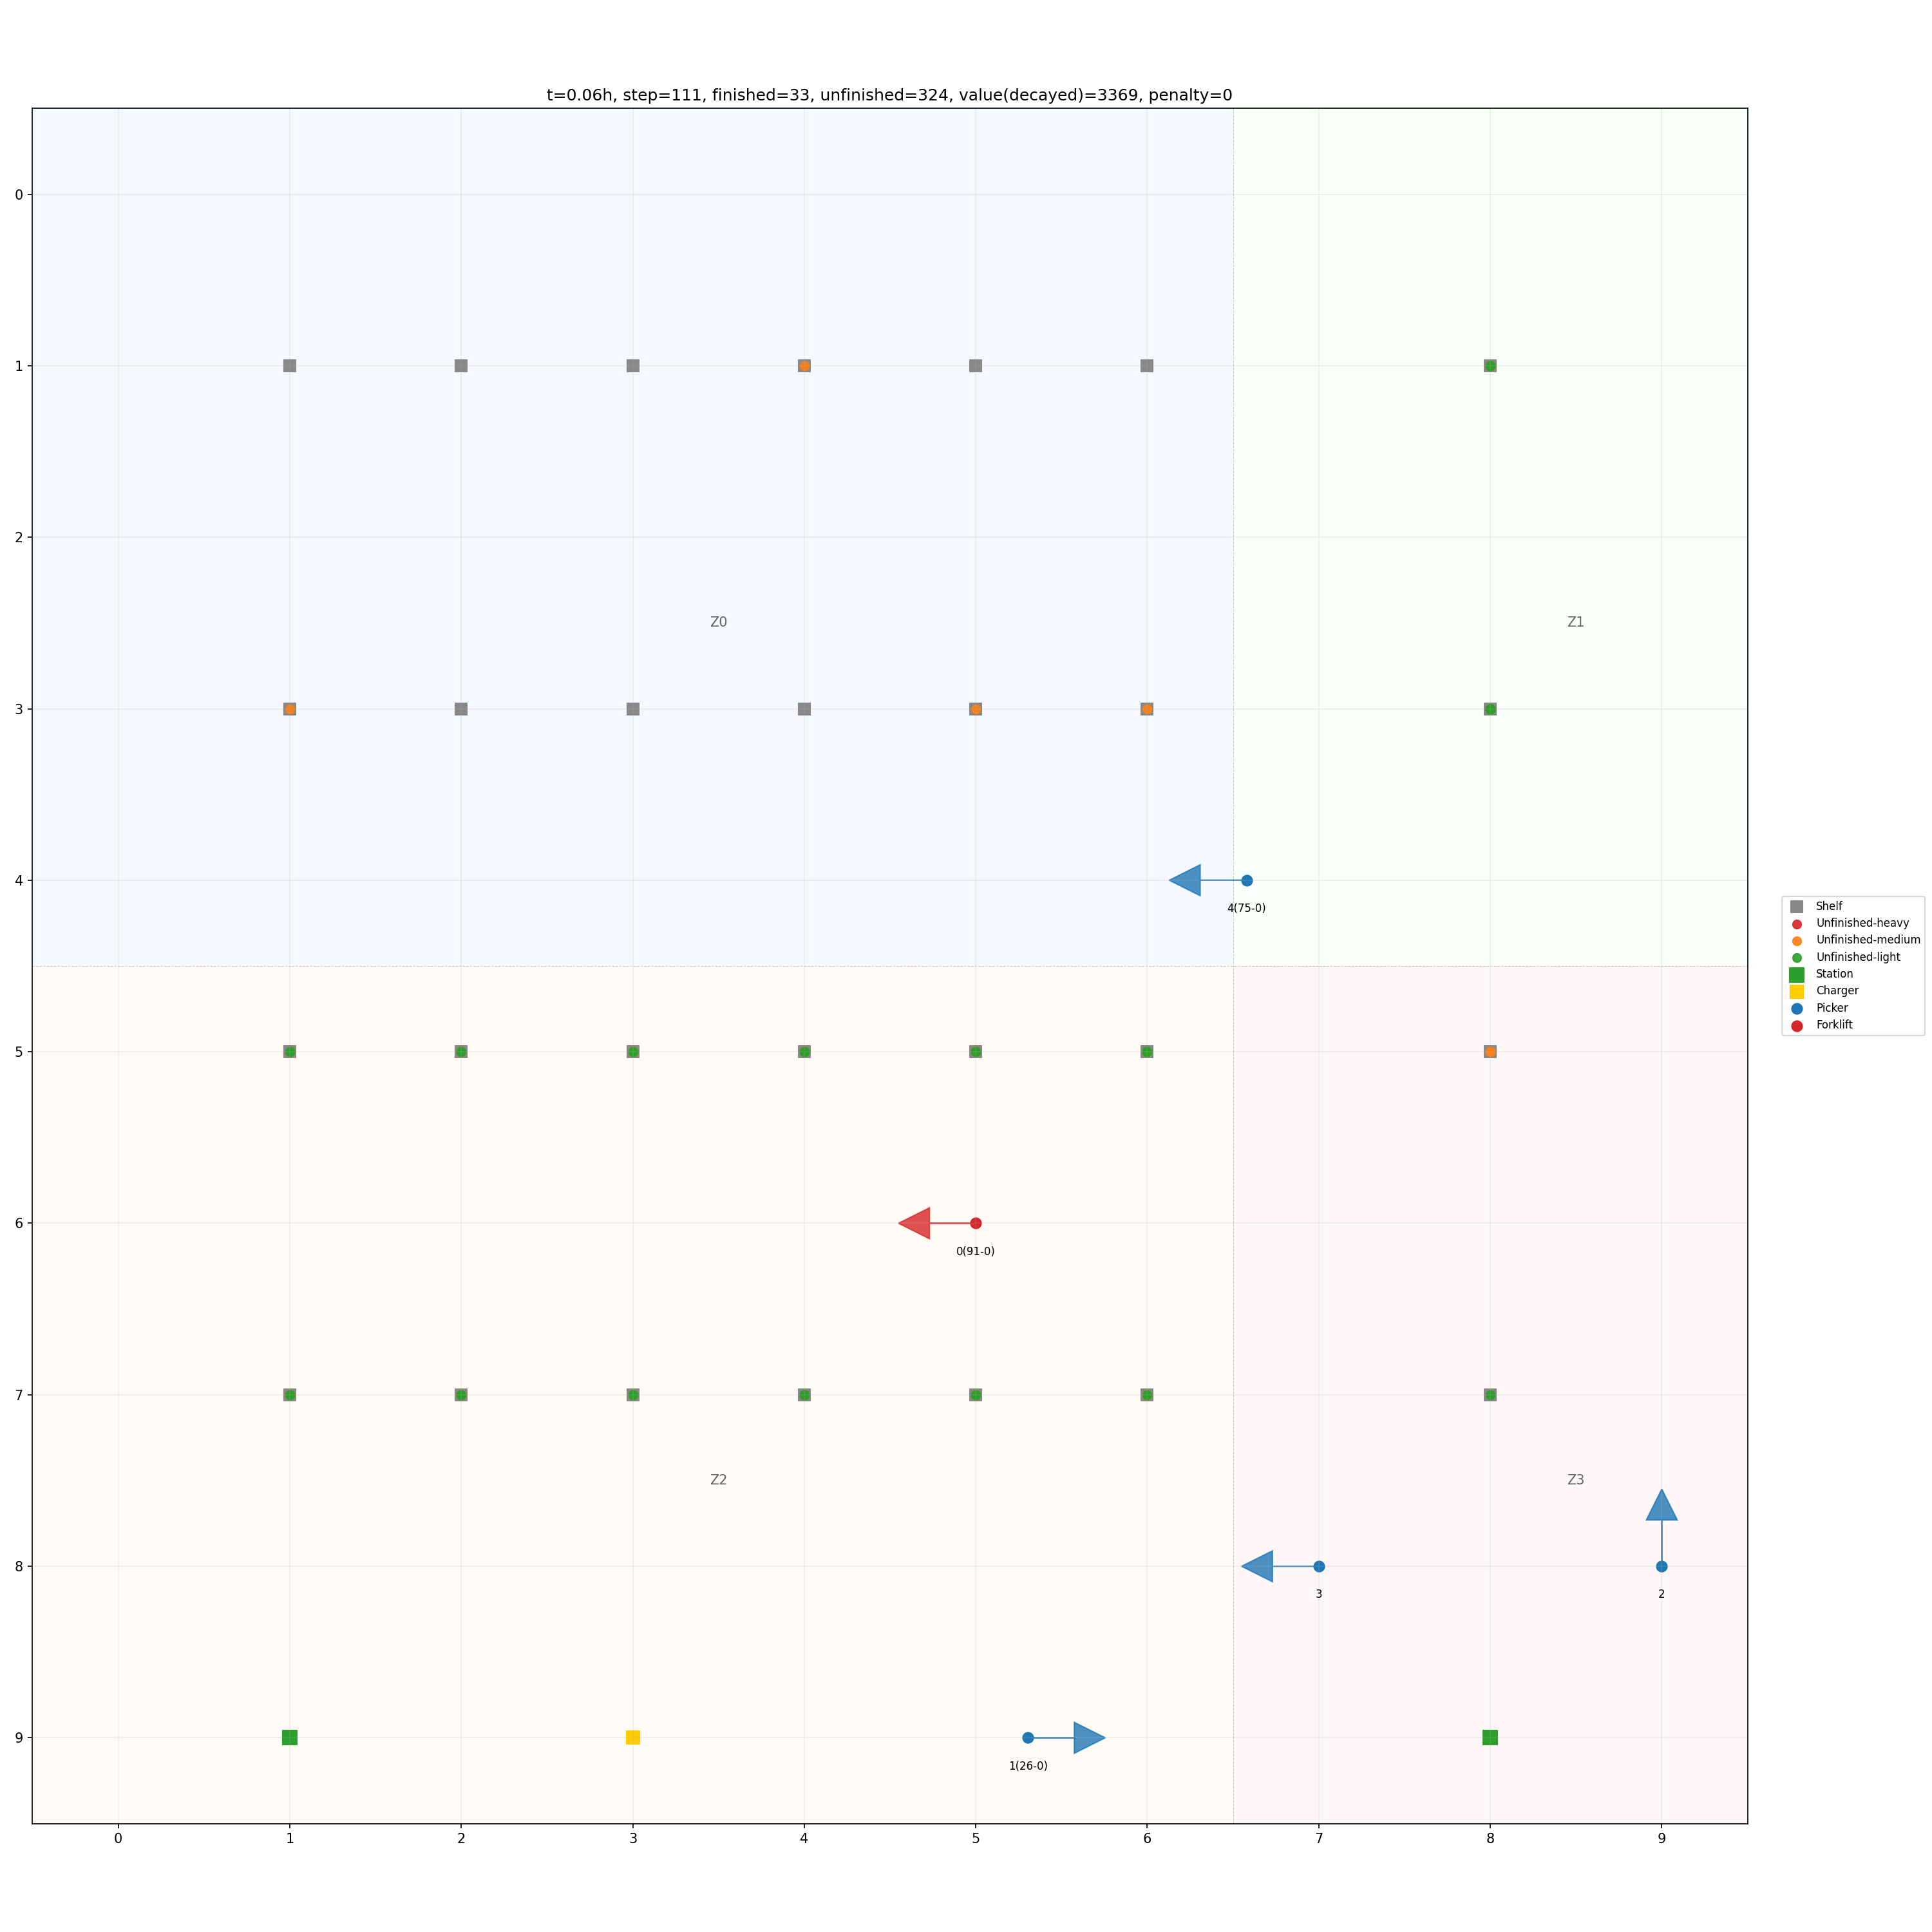 t=0.06h, step=111, finished=33, unfinished=324, value(decayed)=3369, penalty=0
0
1
2
Z0
Z1
3
4
4(75-0)
Shelf
Unfinished-heavy
Unfinished-medium
Unfinished-light
Station
Charger
Picker
Forklift
5
6
0(91-0)
7
Z2
Z3
8
3
2
9
1(26-0)
0 1 2 3 4 5 6 7 8 9